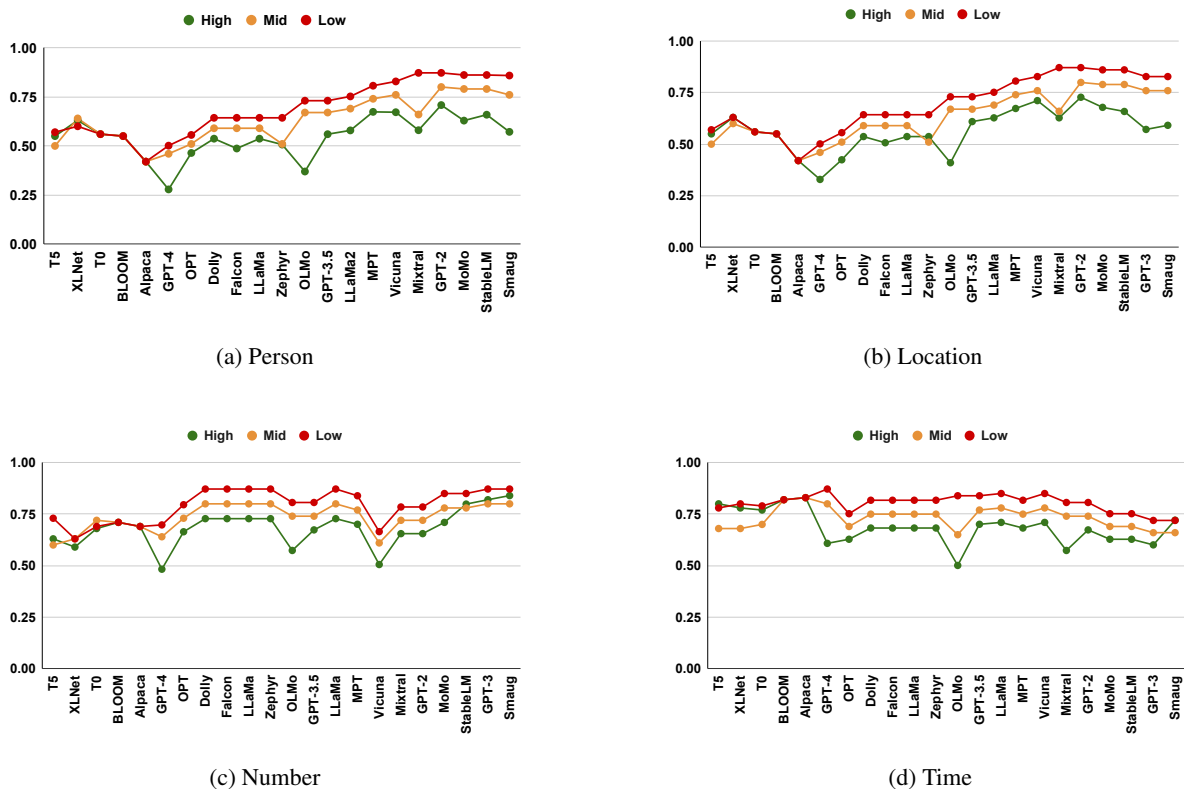 High Mid Low
1.00
0.75
0.50
0.25
0.00
T5 XLNet T0 BLOOM Alpaca GPT-4 OPT Dolly Falcon LLaMa Zephyr OLMo GPT-3.5 LLaMa2 MPT Vicuna Mixtral GPT-2 MoMo StableLM Smaug
(a) Person
High Mid Low
1.00
0.75
0.50
0.25
0.00
T5 XLNet T0 BLOOM Alpaca GPT-4 OPT Dolly Falcon LLaMa Zephyr OLMo GPT-3.5 LLaMa MPT Vicuna Mixtral GPT-2 MoMo StableLM GPT-3 Smaug
(b) Location
High Mid Low
1.00
0.75
0.50
0.25
0.00
T5 XLNet T0 BLOOM Alpaca GPT-4 OPT Dolly Falcon LLaMa Zephyr OLMo GPT-3.5 LLaMa MPT Vicuna Mixtral GPT-2 MoMo StableLM GPT-3 Smaug
(c) Number
High Mid Low
1.00
0.75
0.50
0.25
0.00
T5 XLNet T0 BLOOM Alpaca GPT-4 OPT Dolly Falcon LLaMa Zephyr OLMo GPT-3.5 LLaMa MPT Vicuna Mixtral GPT-2 MoMo StableLM GPT-3 Smaug
(d) Time